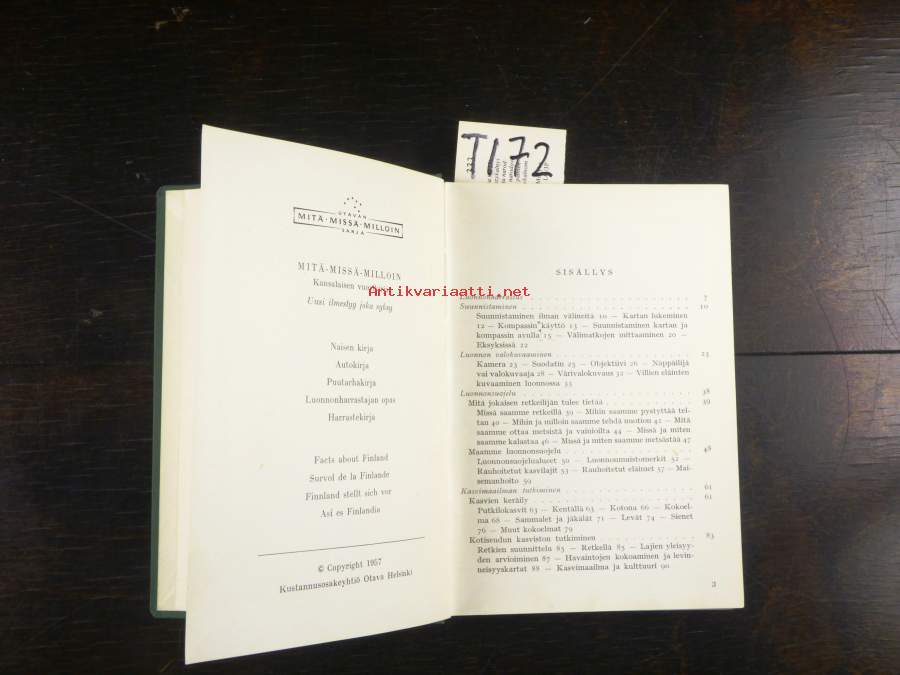 T172
OTAVAN
MITÄ-MISSÄ-MILLOIN
SARJA
MITÄ-MISSÄ-MILLOIN
Kansalaisen
Uusi ilmestyy joka syksy
Naisen kirja
Autokirja
Puutarhakirja
Luonnonharrastajan opas
Harrastekirja
Facts about Finland
Survol de la Finlande
Finnland stellt sich vor
Así es Finlandia
© Copyright 1957
Kustannusosakeyhtiö Otava Helsinki
Antikvariaatti.net
SISÄLLYS
Luonnonharrastus 7
Suunnistaminen 10
Suunnistaminen ilman välineitä 10 — Kartan lukeminen
12 — Kompassin käyttö 13 — Suunnistaminen kartan ja
kompassin avulla 15 — Välimatkojen mittaaminen 20 —
Eksyksissä 22
Luonnon valokuvaaminen 23
Kamera 23 — Suodatin 25 — Objektiivi 26 — Näppäilijä
vai valokuvaaja 28 — Värivalokuvaus 32 — Villien eläinten
kuvaaminen luonnossa 33
Luonnonsuojelu 38
Mitä jokaisen retkeilijän tulee tietää 39
Missä saamme retkeillä 39 — Mihin saamme pystyttää tel-
tan 40 — Mihin ja milloin saamme tehdä nuotion 42 — Mitä
saamme ottaa metsistä ja vainioilta 44 — Missä ja miten
saamme kalastaa 46 — Missä ja miten saamme metsästää 47
Maamme luonnonsuojelu 48
Luonnonsuojelualueet 50 — Luonnonmuistomerkit 52 —
Rauhoitetut kasvilajit 53 — Rauhoitetut eläimet 57 — Mai-
semanhoito 59
Kasvimaailman tutkiminen 61
Kasvien keräily 61
Putkilokasvit 63 — Kentällä 63 — Kotona 66 — Kokoel-
ma 68 — Sammalet ja jäkälät 71 — Levät 74 — Sienet
76 — Muut kokoelmat 79
Kotiseudun kasviston tutkiminen 83
Retkien suunnittelu 83 — Retkellä 85 — Lajien yleisyy-
den arvioiminen 87 — Havaintojen kokoaminen ja levin-
neisyyskartat 88 — Kasvimaailma ja kulttuuri 90
3